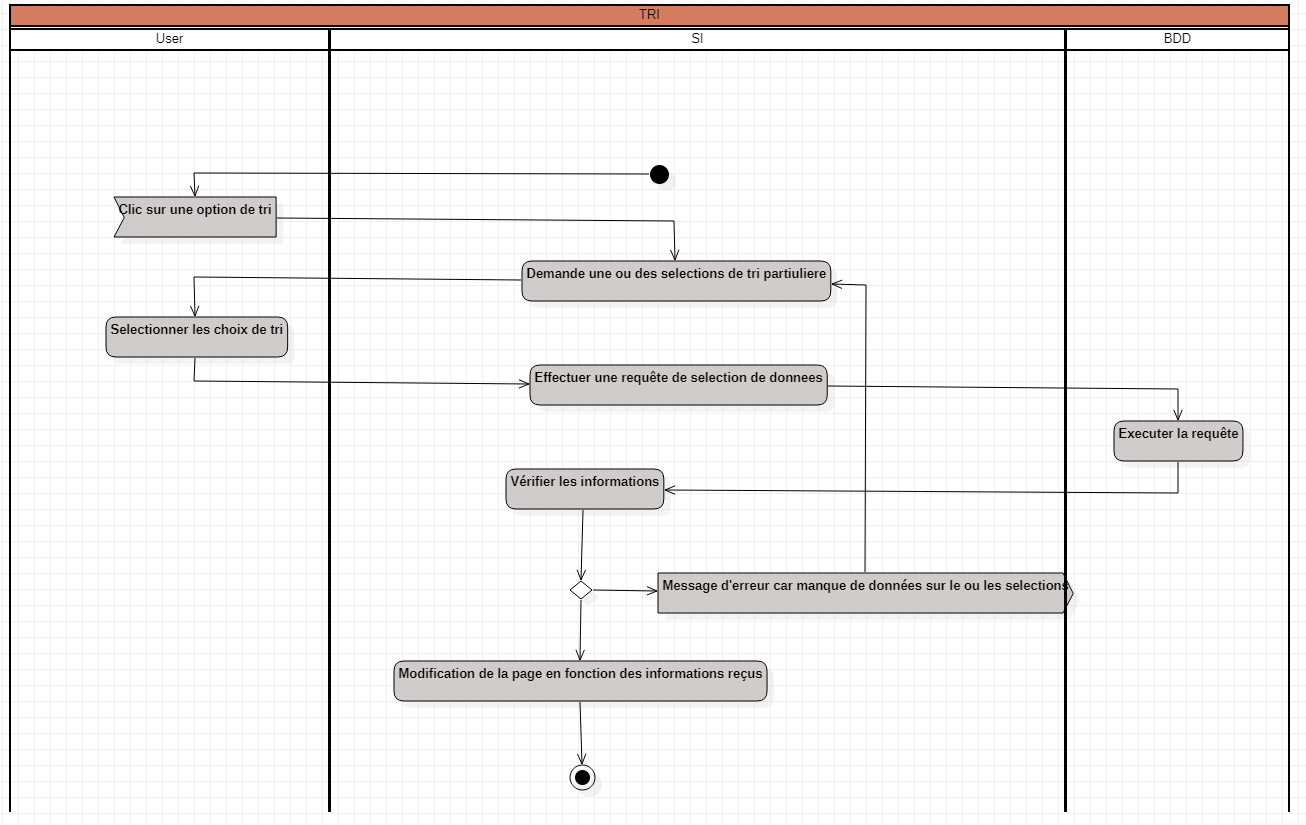 TRI
User
SI
BDD
Clic sur une option de tri
Demande une ou des selections de tri partiuliere
Selectionner les choix de tri
Effectuer une requête de selection de donnees
Executer la requête
Vérifier les informations
Message d'erreur car manque de données sur le ou les selections
Modification de la page en fonction des informations reçus